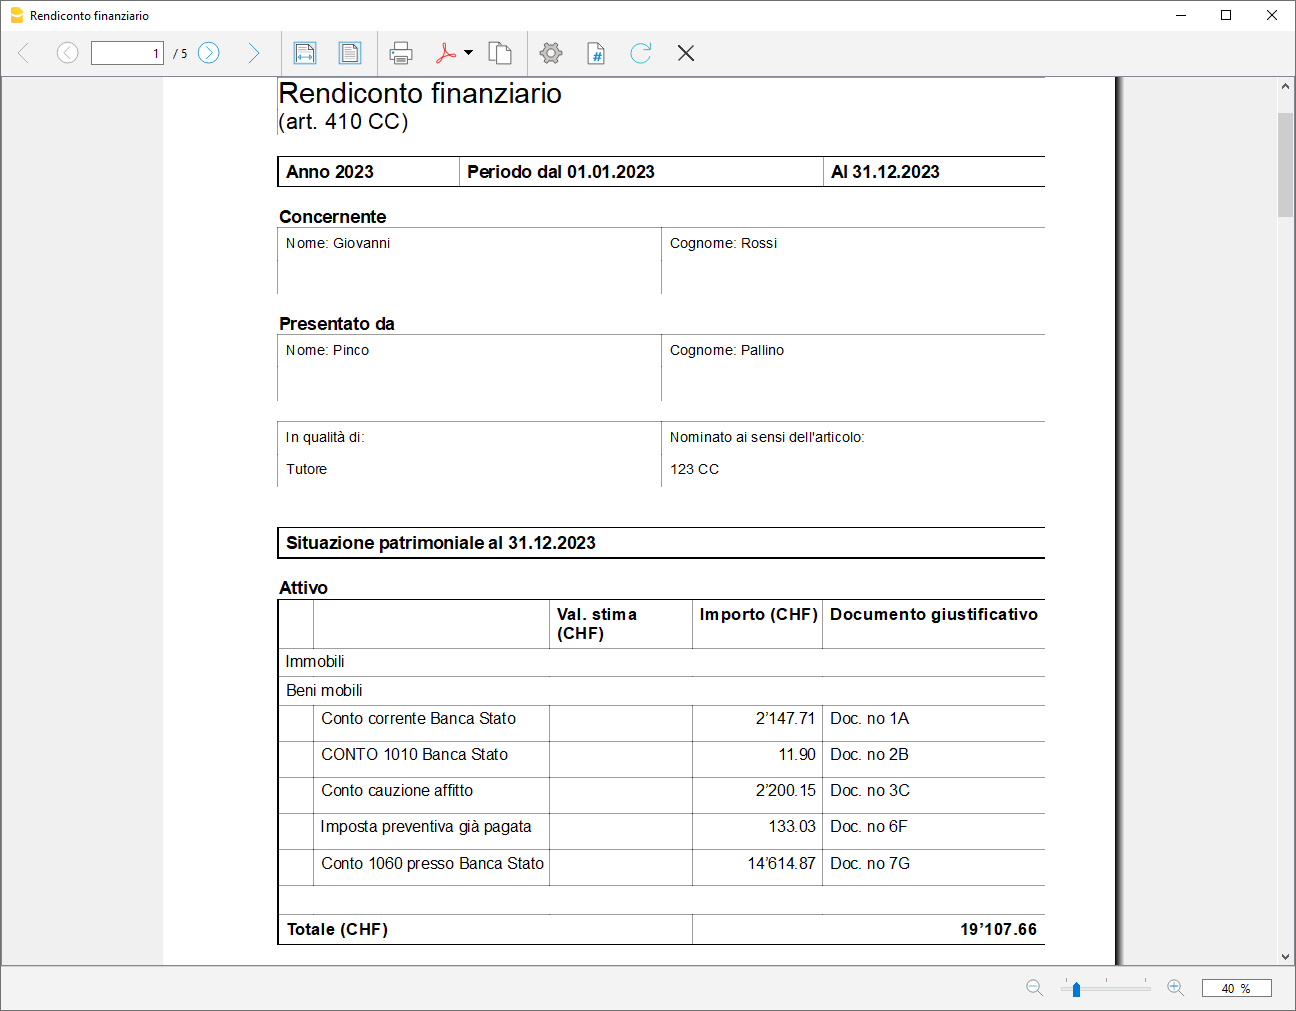 Rendiconto finanziario
1 / 5
Rendiconto finanziario
(art. 410 CC)
Anno 2023 Periodo dal 01.01.2023 Al 31.12.2023
Concernente
Nome: Giovanni Cognome: Rossi
Presentato da
Nome: Pinco Cognome: Pallino
In qualità di: Nominato ai sensi dell'articolo:
Tutore 123 CC
Situazione patrimoniale al 31.12.2023
Attivo
Val. stima (CHF) Importo (CHF) Documento giustificativo
Immobili
Beni mobili
Conto corrente Banca Stato 2’147.71 Doc. no 1A
CONTO 1010 Banca Stato 11.90 Doc. no 2B
Conto cauzione affitto 2’200.15 Doc. no 3C
Imposta preventiva già pagata 133.03 Doc. no 6F
Conto 1060 presso Banca Stato 14’614.87 Doc. no 7G
Totale (CHF) 19’107.66
40 %